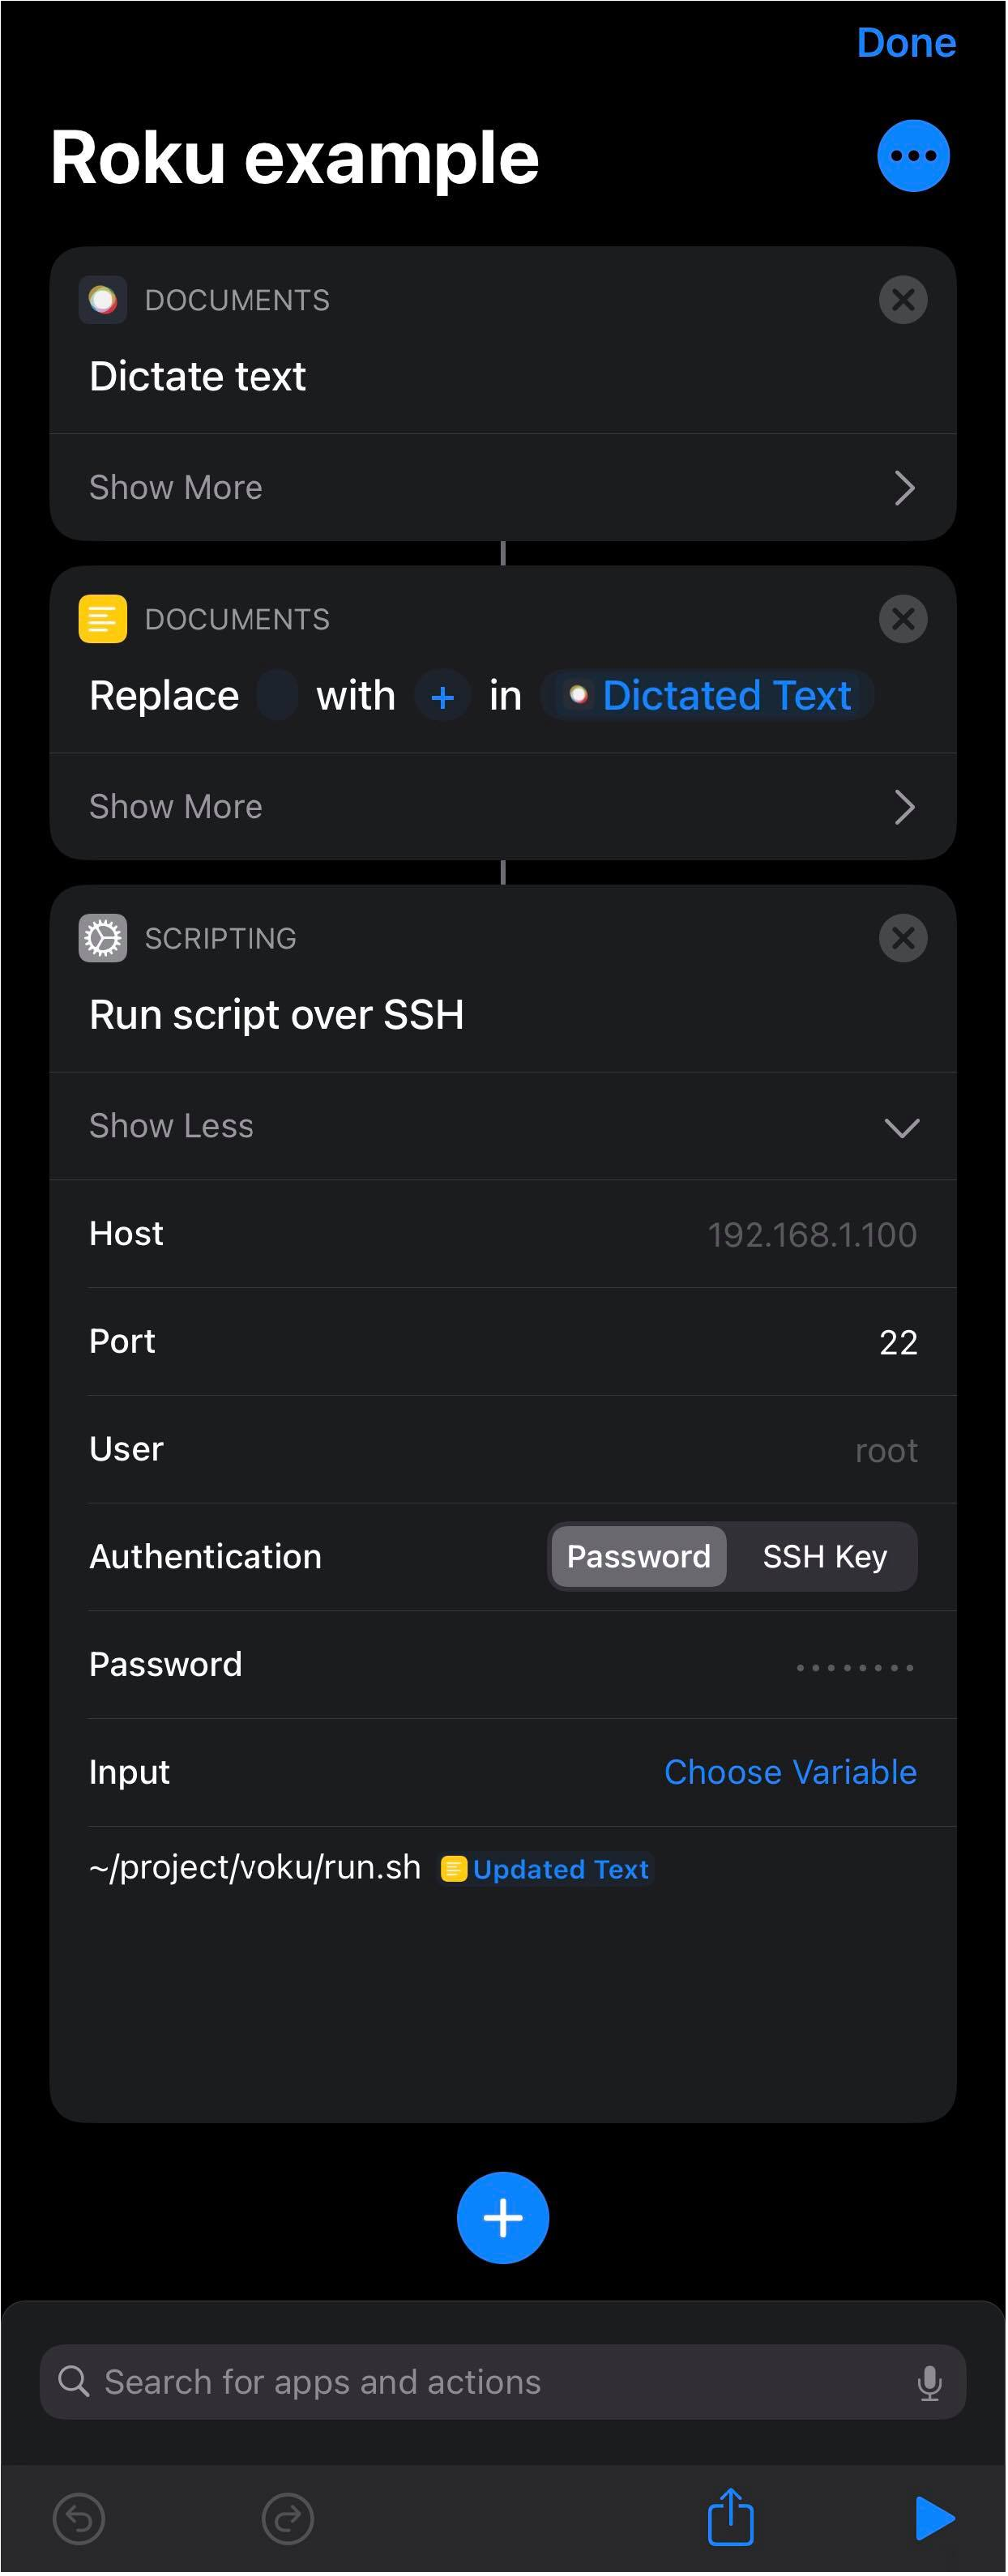 Done
Roku example
DOCUMENTS
Dictate text
Show More
DOCUMENTS
Replace with + in Dictated Text
Show More
SCRIPTING
Run script over SSH
Show Less
Host 192.168.1.100
Port 22
User root
Authentication Password SSH Key
Password ••••••••
Input Choose Variable
~/project/voku/run.sh Updated Text
Search for apps and actions